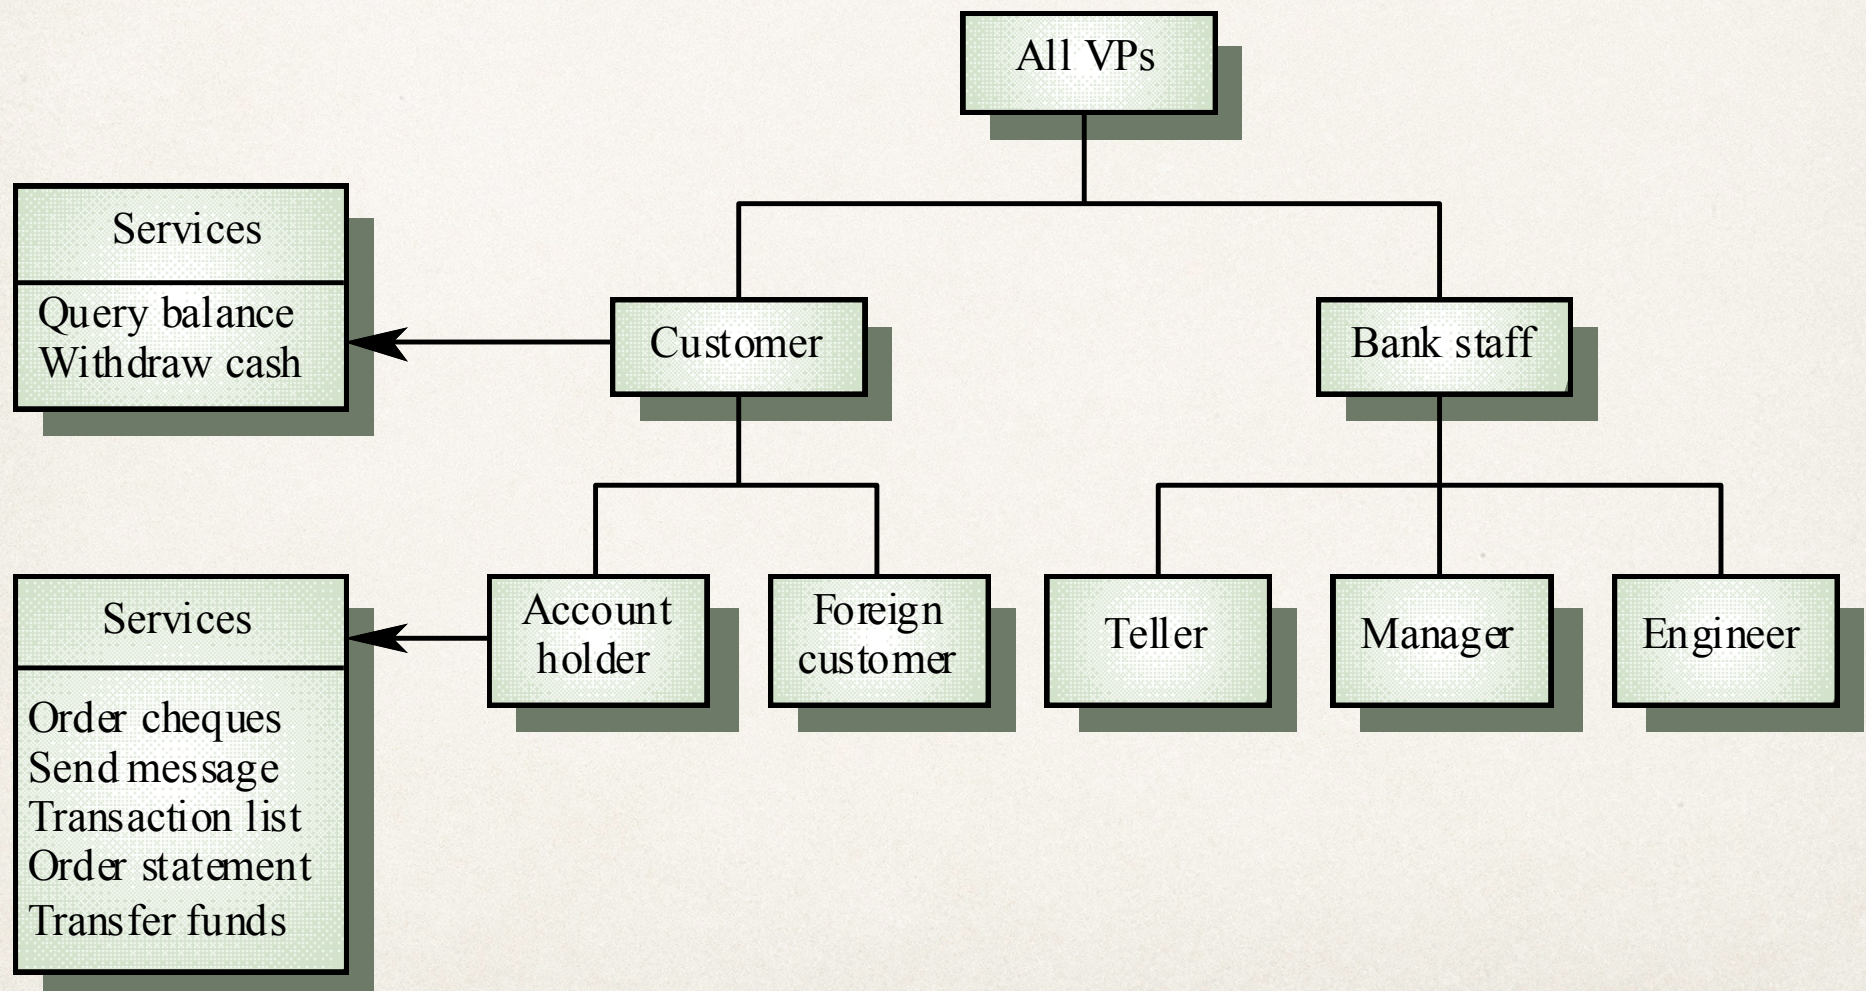 All VPs
Services
Query balance
Withdraw cash
Customer
Bank staff
Services
Order cheques
Send message
Transaction list
Order statement
Transfer funds
Account
holder
Foreign
customer
Teller
Manager
Engineer